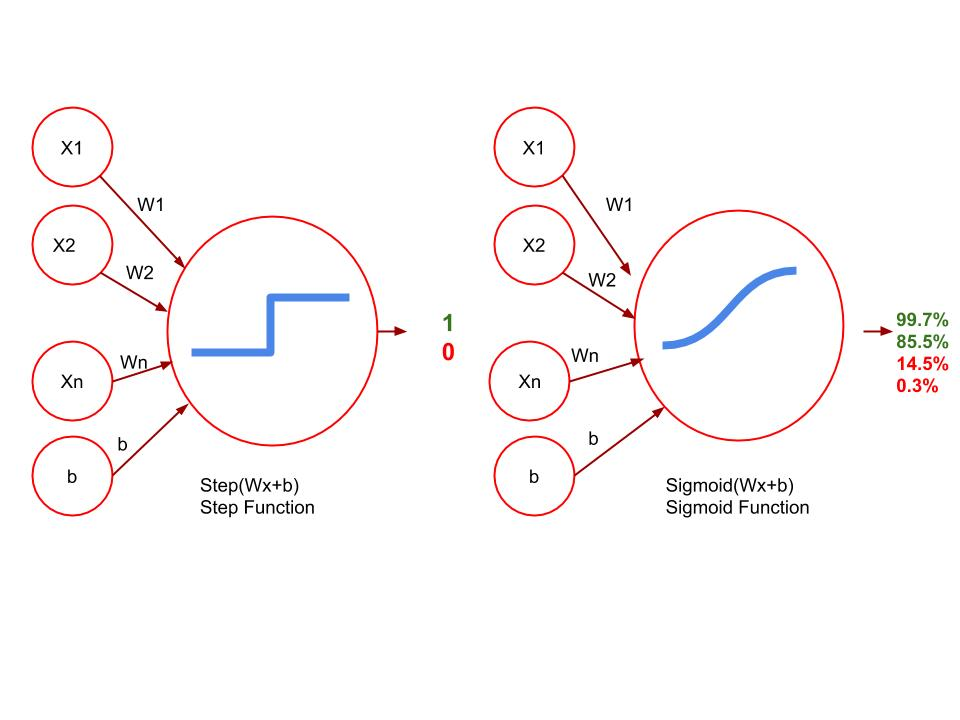 X1
W1
X2
W2
Xn
Wn
b
b
1
0
Step(Wx+b)
Step Function
X1
W1
X2
W2
Xn
Wn
b
b
99.7%
85.5%
14.5%
0.3%
Sigmoid(Wx+b)
Sigmoid Function